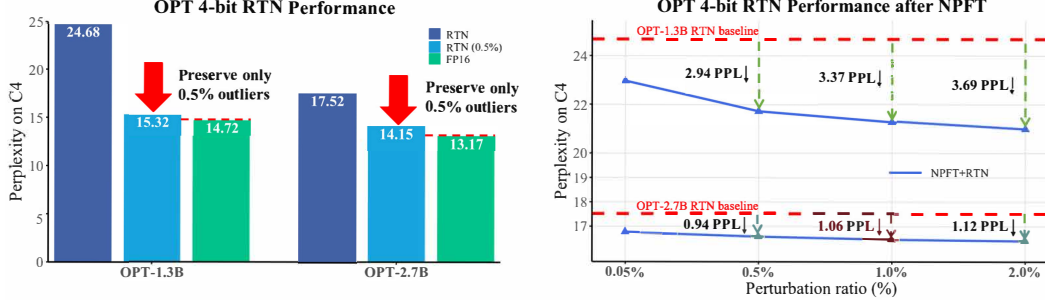 OPT 4-bit RTN Performance
Perplexity on C4
25
20
15
10
5
0
24.68
15.32
14.72
17.52
14.15
13.17
RTN
RTN (0.5%)
FP16
Preserve only
0.5% outliers
Preserve only
0.5% outliers
OPT-1.3B
OPT-2.7B
OPT 4-bit RTN Performance after NPFT
Perplexity on C4
24
22
20
19
18
17
OPT-1.3B RTN baseline
2.94 PPL↓
3.37 PPL↓
3.69 PPL↓
NPFT+RTN
OPT-2.7B RTN baseline
0.94 PPL↓
1.06 PPL↓
1.12 PPL↓
0.05%
0.5%
1.0%
2.0%
Perturbation ratio (%)